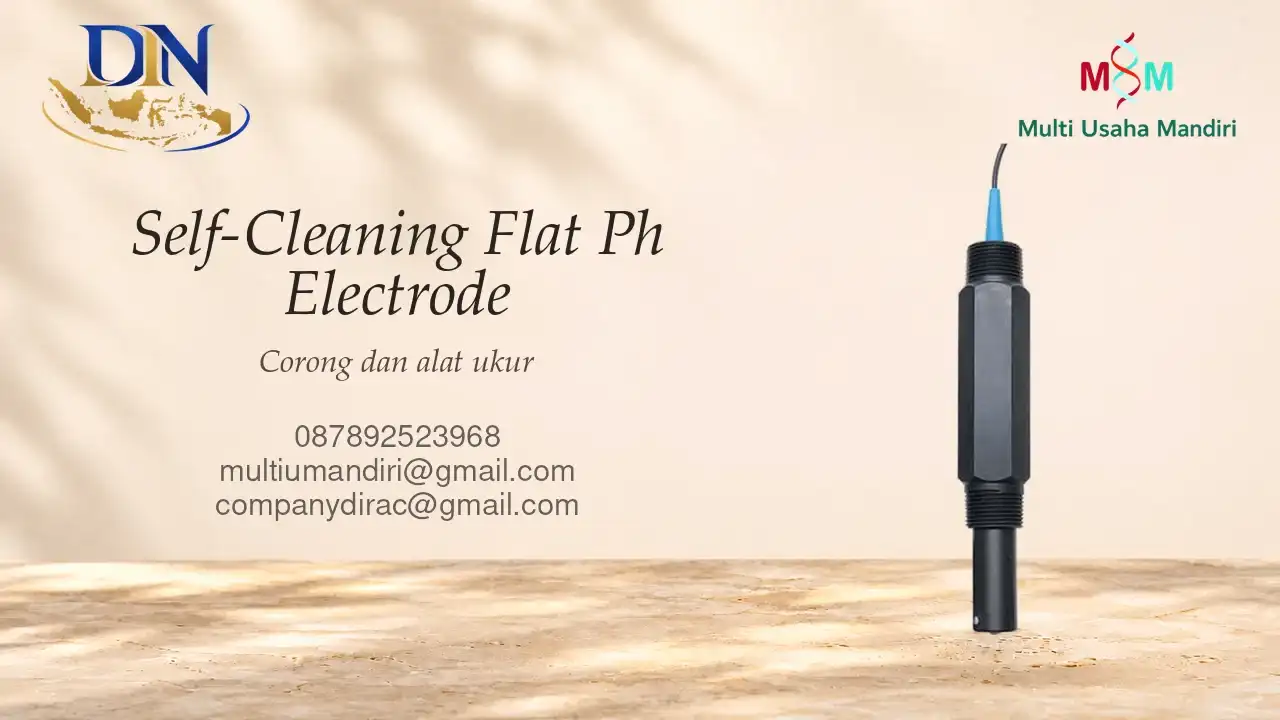 DIN
M M
Multi Usaha Mandiri
Self-Cleaning Flat Ph
Electrode
Corong dan alat ukur
087892523968
multiumandiri@gmail.com
companydirac@gmail.com